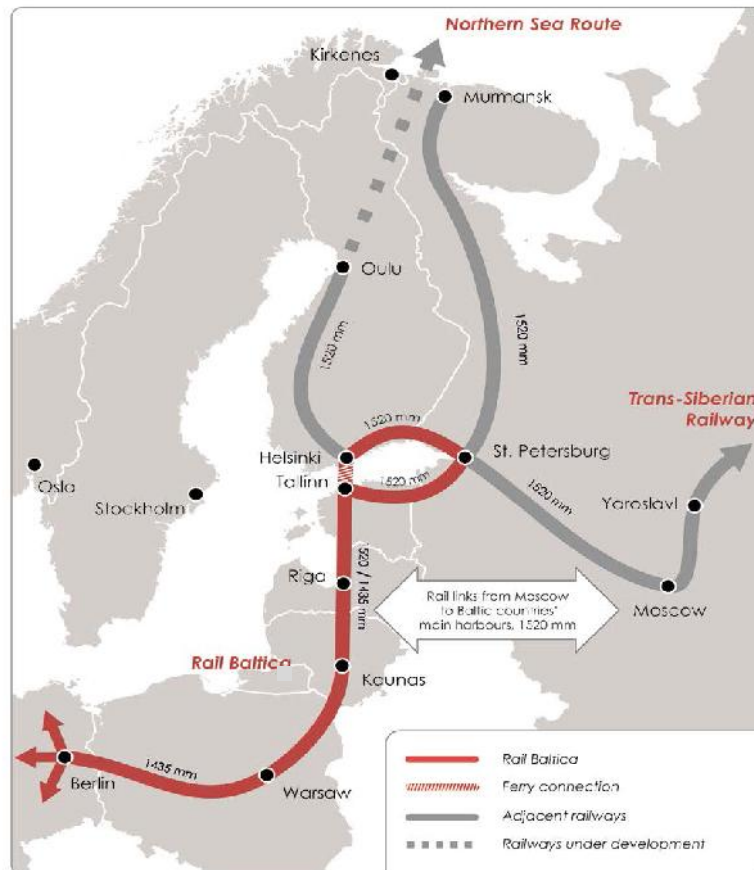 Northern Sea Route
Kirkenes
Murmansk
Oulu
1520 mm
1520 mm
Trans-Siberian
Railway
1520 mm
Helsinki
St. Petersburg
Oslo
Tallinn
1520 mm
Stockholm
1520 mm
Yaroslavl
Riga
1520 / 1435 mm
Rail links from Moscow
to Baltic countries'
main harbours, 1520 mm
Moscow
Rail Baltica
Kaunas
1435 mm
Berlin
Warsaw
Rail Baltica
Ferry connection
Adjacent railways
Railways under development